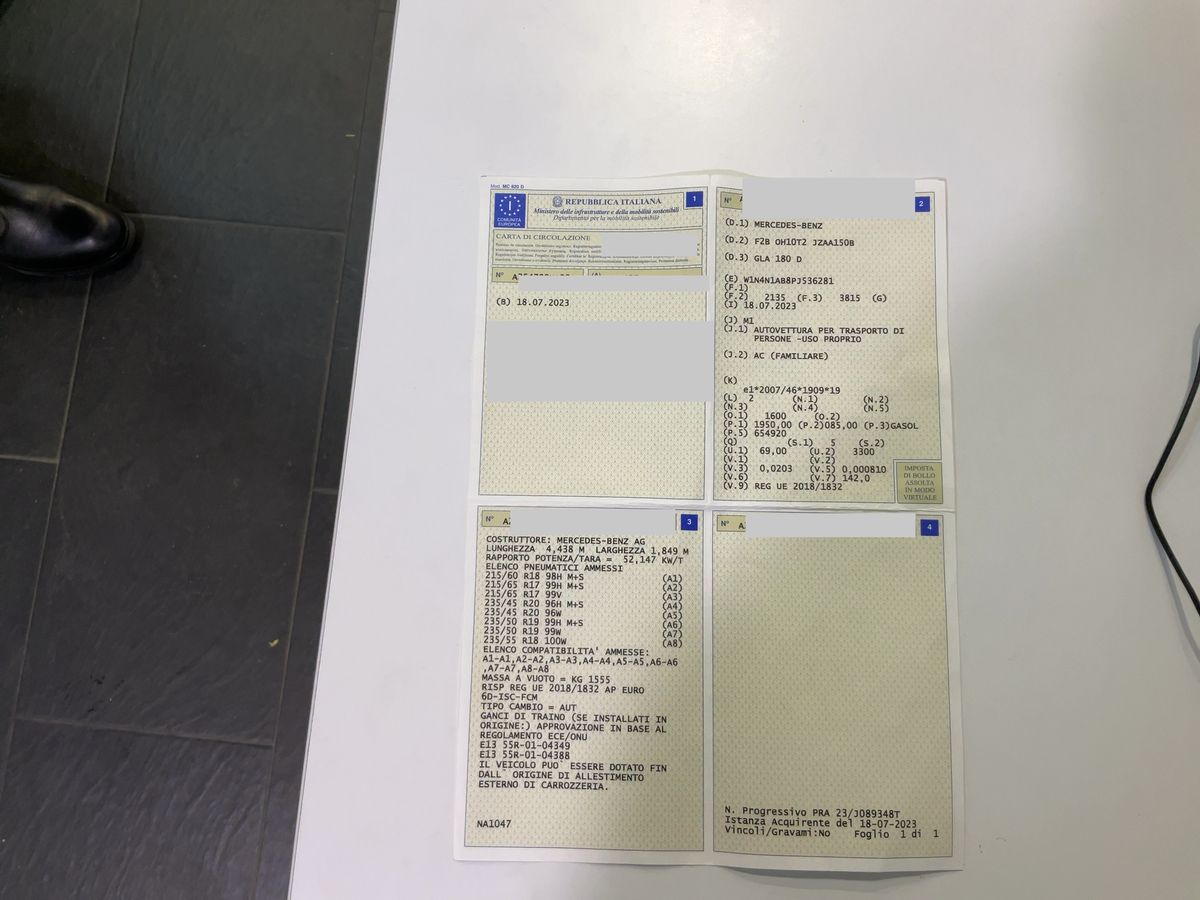 Mod. MC 820 D
COMUNITÀ EUROPEA
I
REPUBBLICA ITALIANA
Ministero delle infrastrutture e della mobilità sostenibili
Dipartimento per la mobilità sostenibile
1
CARTA DI CIRCOLAZIONE
N°
(A)
(B) 18.07.2023
N°
2
(D.1) MERCEDES-BENZ
(D.2) F2B OH10T2 JZAA150B
(D.3) GLA 180 D
(E) W1N4N1AB8PJ536281
(F.1)
(F.2) 2135 (F.3) 3815 (G)
(I) 18.07.2023
(J) M1
(J.1) AUTOVETTURA PER TRASPORTO DI
PERSONE -USO PROPRIO
(J.2) AC (FAMILIARE)
(K)
e1*2007/46*1909*19
(L) 2 (N.1) (N.2)
(N.3) (N.4) (N.5)
(O.1) 1600 (O.2)
(P.1) 1950,00 (P.2)085,00 (P.3)GASOL
(P.5) 654920
(Q) (S.1) 5 (S.2)
(U.1) 69,00 (U.2) 3300
(V.1) (V.2)
(V.3) 0,0203 (V.5) 0,000810
(V.6) (V.7) 142,0
(V.9) REG UE 2018/1832
IMPOSTA
DI BOLLO
ASSOLTA
IN MODO
VIRTUALE
N° AZ
3
COSTRUTTORE: MERCEDES-BENZ AG
LUNGHEZZA 4,438 M LARGHEZZA 1,849 M
RAPPORTO POTENZA/TARA = 52,147 KW/T
ELENCO PNEUMATICI AMMESSI
215/60 R18 98H M+S (A1)
215/65 R17 99H M+S (A2)
215/65 R17 99V (A3)
235/45 R20 96H M+S (A4)
235/45 R20 96W (A5)
235/50 R19 99H M+S (A6)
235/50 R19 99W (A7)
235/55 R18 100W (A8)
ELENCO COMPATIBILITA' AMMESSE:
A1-A1,A2-A2,A3-A3,A4-A4,A5-A5,A6-A6
,A7-A7,A8-A8
MASSA A VUOTO = KG 1555
RISP REG UE 2018/1832 AP EURO
6D-ISC-FCM
TIPO CAMBIO = AUT
GANCI DI TRAINO (SE INSTALLATI IN
ORIGINE:) APPROVAZIONE IN BASE AL
REGOLAMENTO ECE/ONU
E13 55R-01-04349
E13 55R-01-04388
IL VEICOLO PUO` ESSERE DOTATO FIN
DALL` ORIGINE DI ALLESTIMENTO
ESTERNO DI CARROZZERIA.
NA1047
N° A
4
N. Progressivo PRA 23/J089348T
Istanza Acquirente del 18-07-2023
Vincoli/Gravami:No Foglio 1 di 1